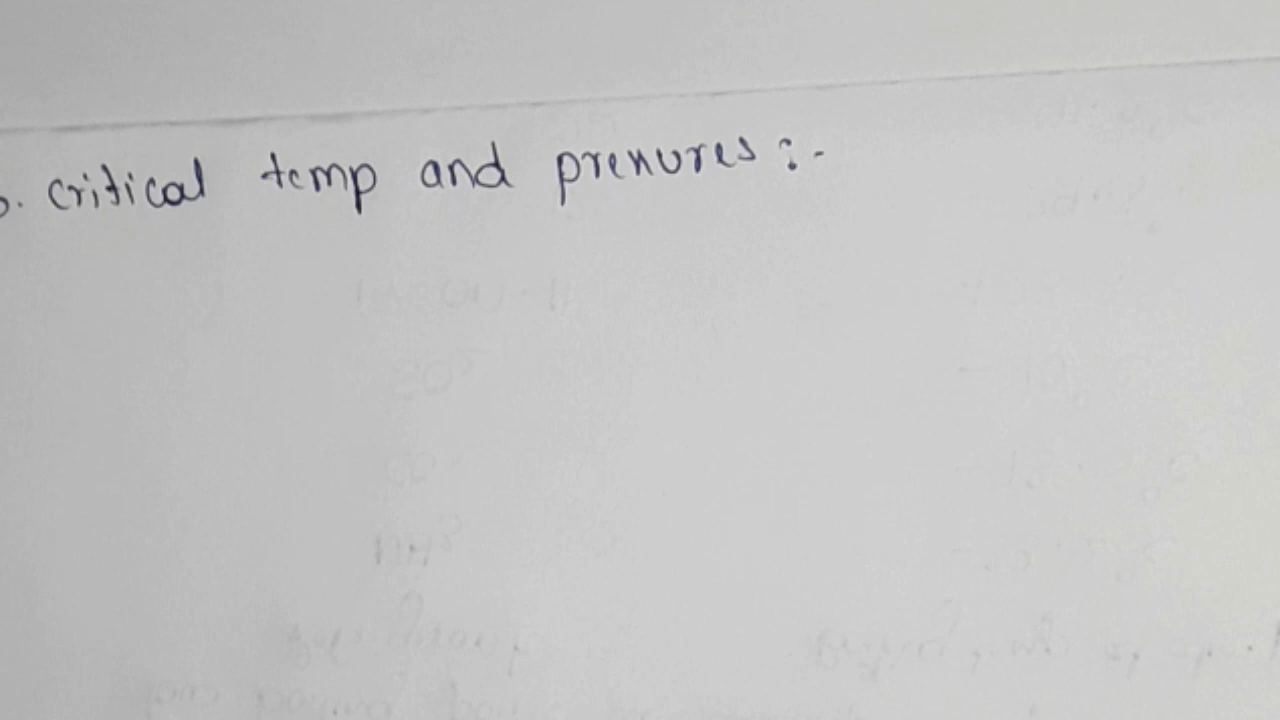 critical temp and prenures :-